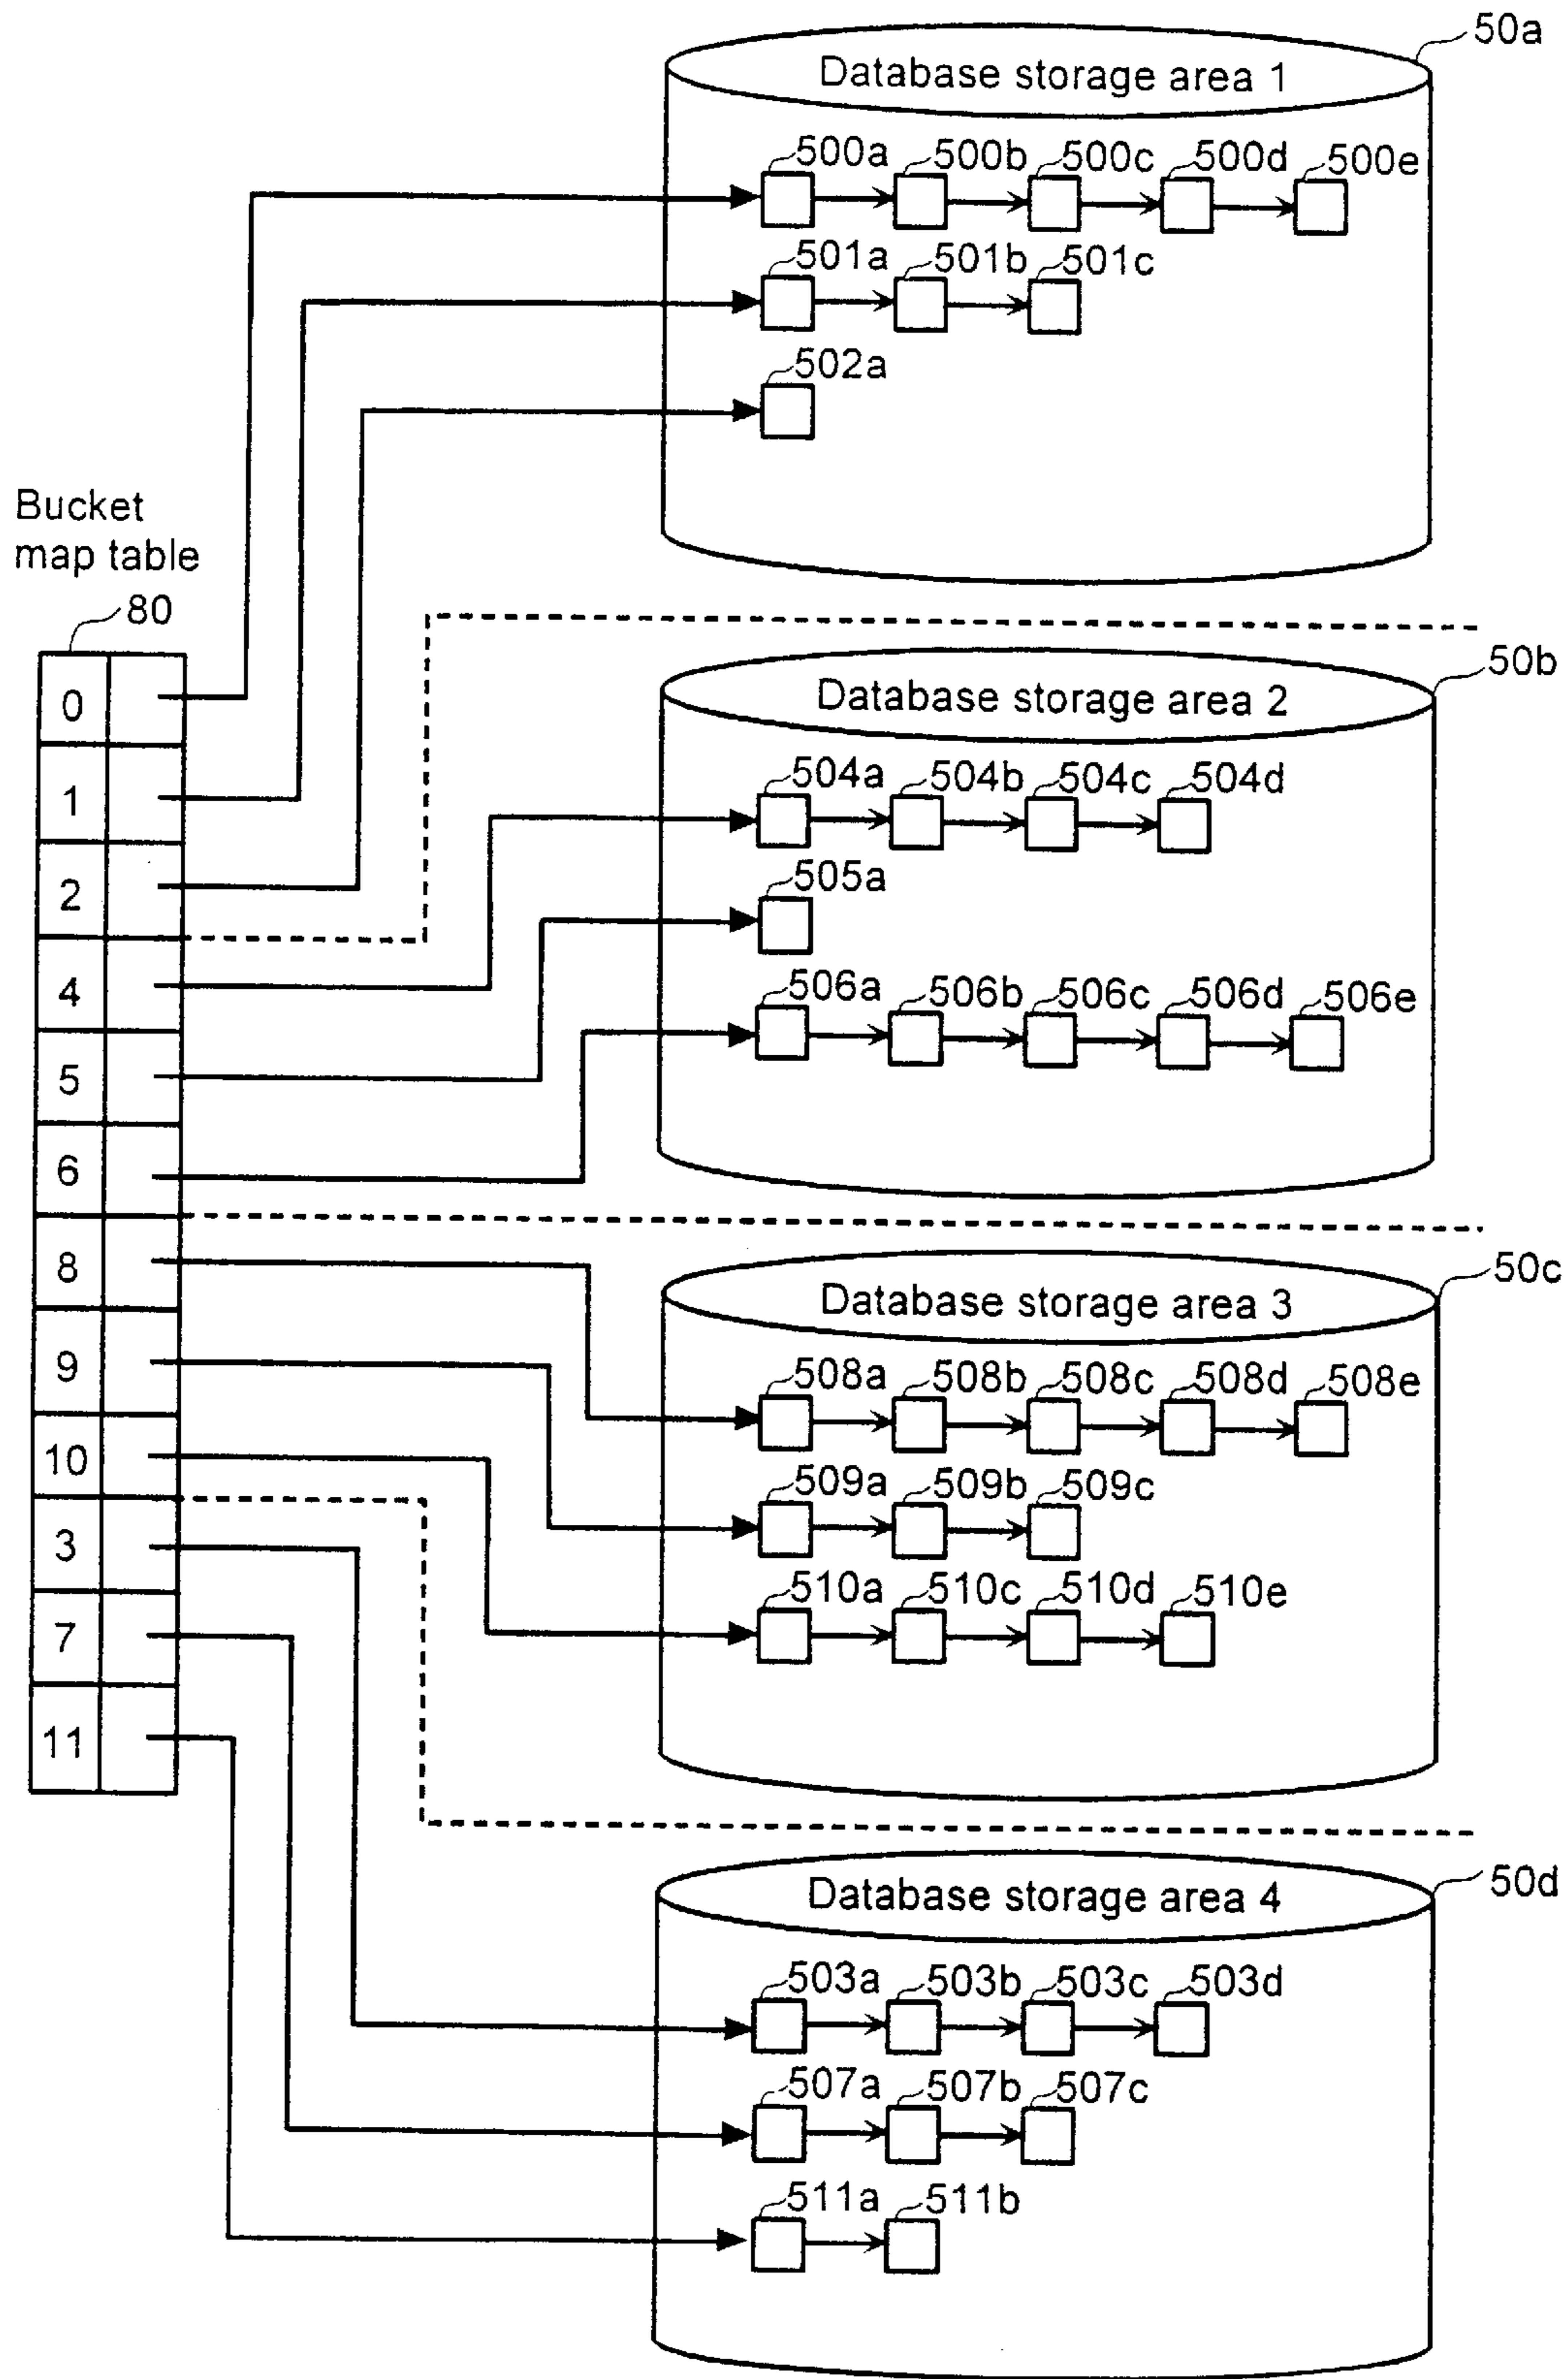 50a
Database storage area 1
500a 500b 500c 500d 500e
501a 501b 501c
502a
Bucket
map table
80
0
1
2
4
5
6
8
9
10
3
7
11
50b
Database storage area 2
504a 504b 504c 504d
505a
506a 506b 506c 506d 506e
50c
Database storage area 3
508a 508b 508c 508d 508e
509a 509b 509c
510a 510c 510d 510e
50d
Database storage area 4
503a 503b 503c 503d
507a 507b 507c
511a 511b